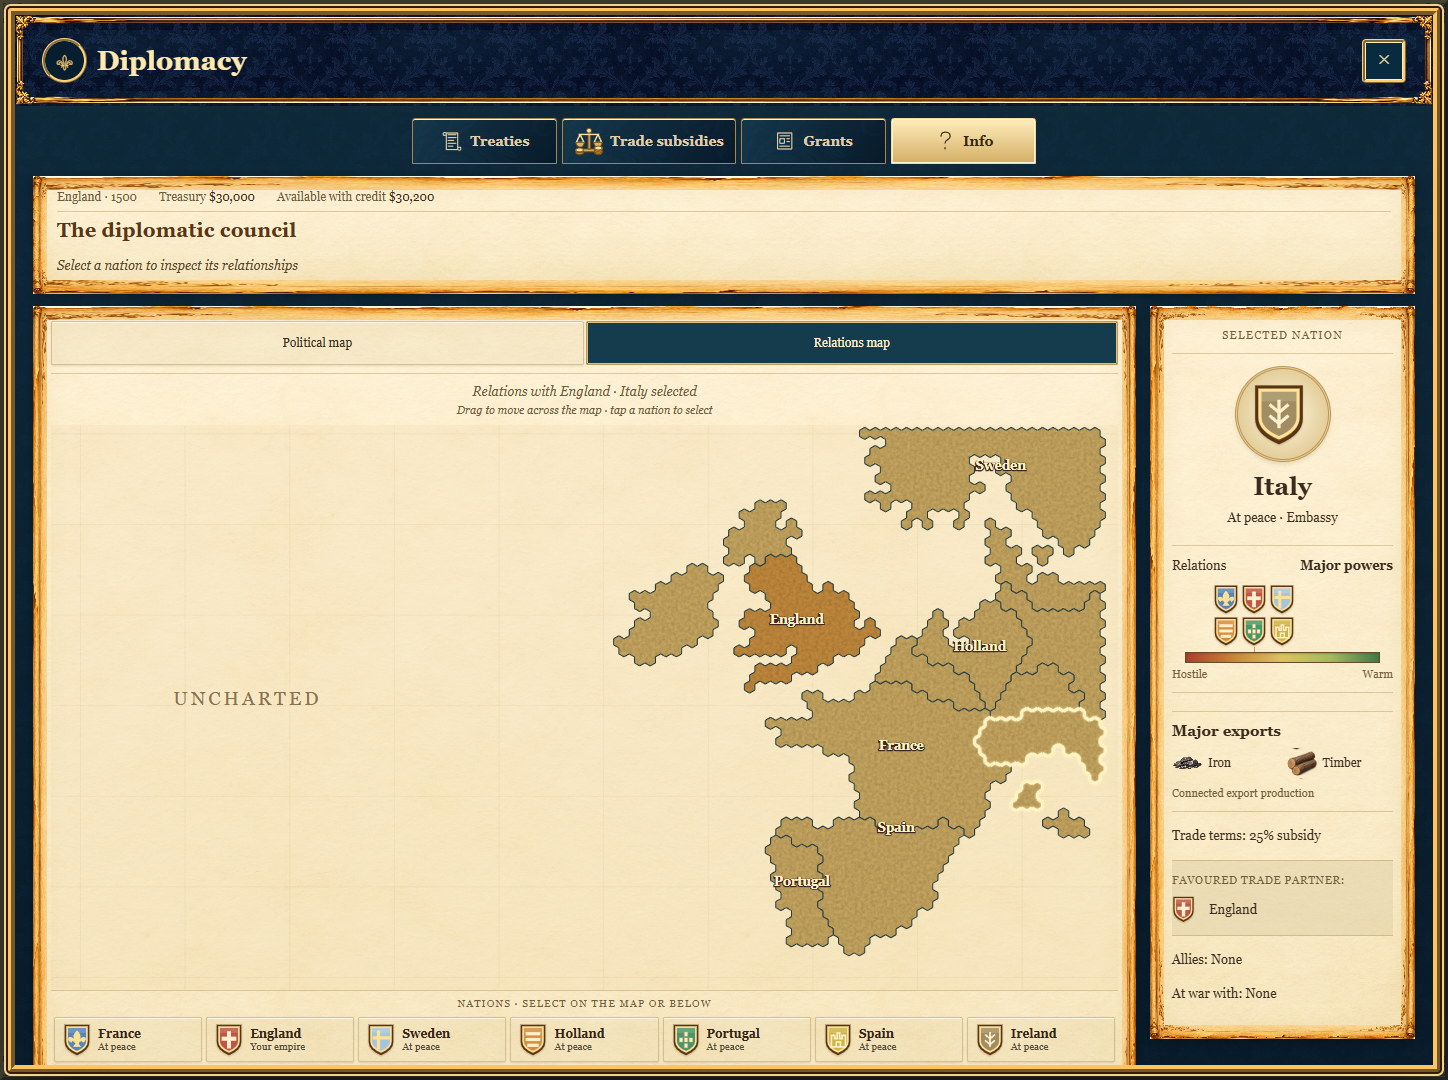 Diplomacy
×
Treaties
Trade subsidies
Grants
? Info
England · 1500 Treasury $30,000 Available with credit $30,200
The diplomatic council
Select a nation to inspect its relationships
Political map
Relations map
Relations with England · Italy selected
Drag to move across the map · tap a nation to select
Sweden
England
Holland
UNCHARTED
France
Spain
Portugal
NATIONS · SELECT ON THE MAP OR BELOW
France
At peace
England
Your empire
Sweden
At peace
Holland
At peace
Portugal
At peace
Spain
At peace
Ireland
At peace
SELECTED NATION
Italy
At peace · Embassy
Relations Major powers
Hostile Warm
Major exports
Iron Timber
Connected export production
Trade terms: 25% subsidy
FAVOURED TRADE PARTNER:
England
Allies: None
At war with: None